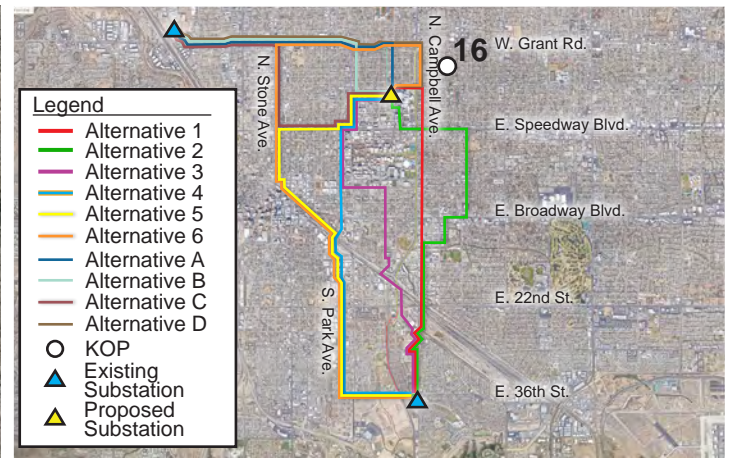 Legend
Alternative 1
Alternative 2
Alternative 3
Alternative 4
Alternative 5
Alternative 6
Alternative A
Alternative B
Alternative C
Alternative D
KOP
Existing
Substation
Proposed
Substation
N. Stone Ave.
S. Park Ave.
N. Campbell Ave.
16
W. Grant Rd.
E. Speedway Blvd.
E. Broadway Blvd.
E. 22nd St.
E. 36th St.